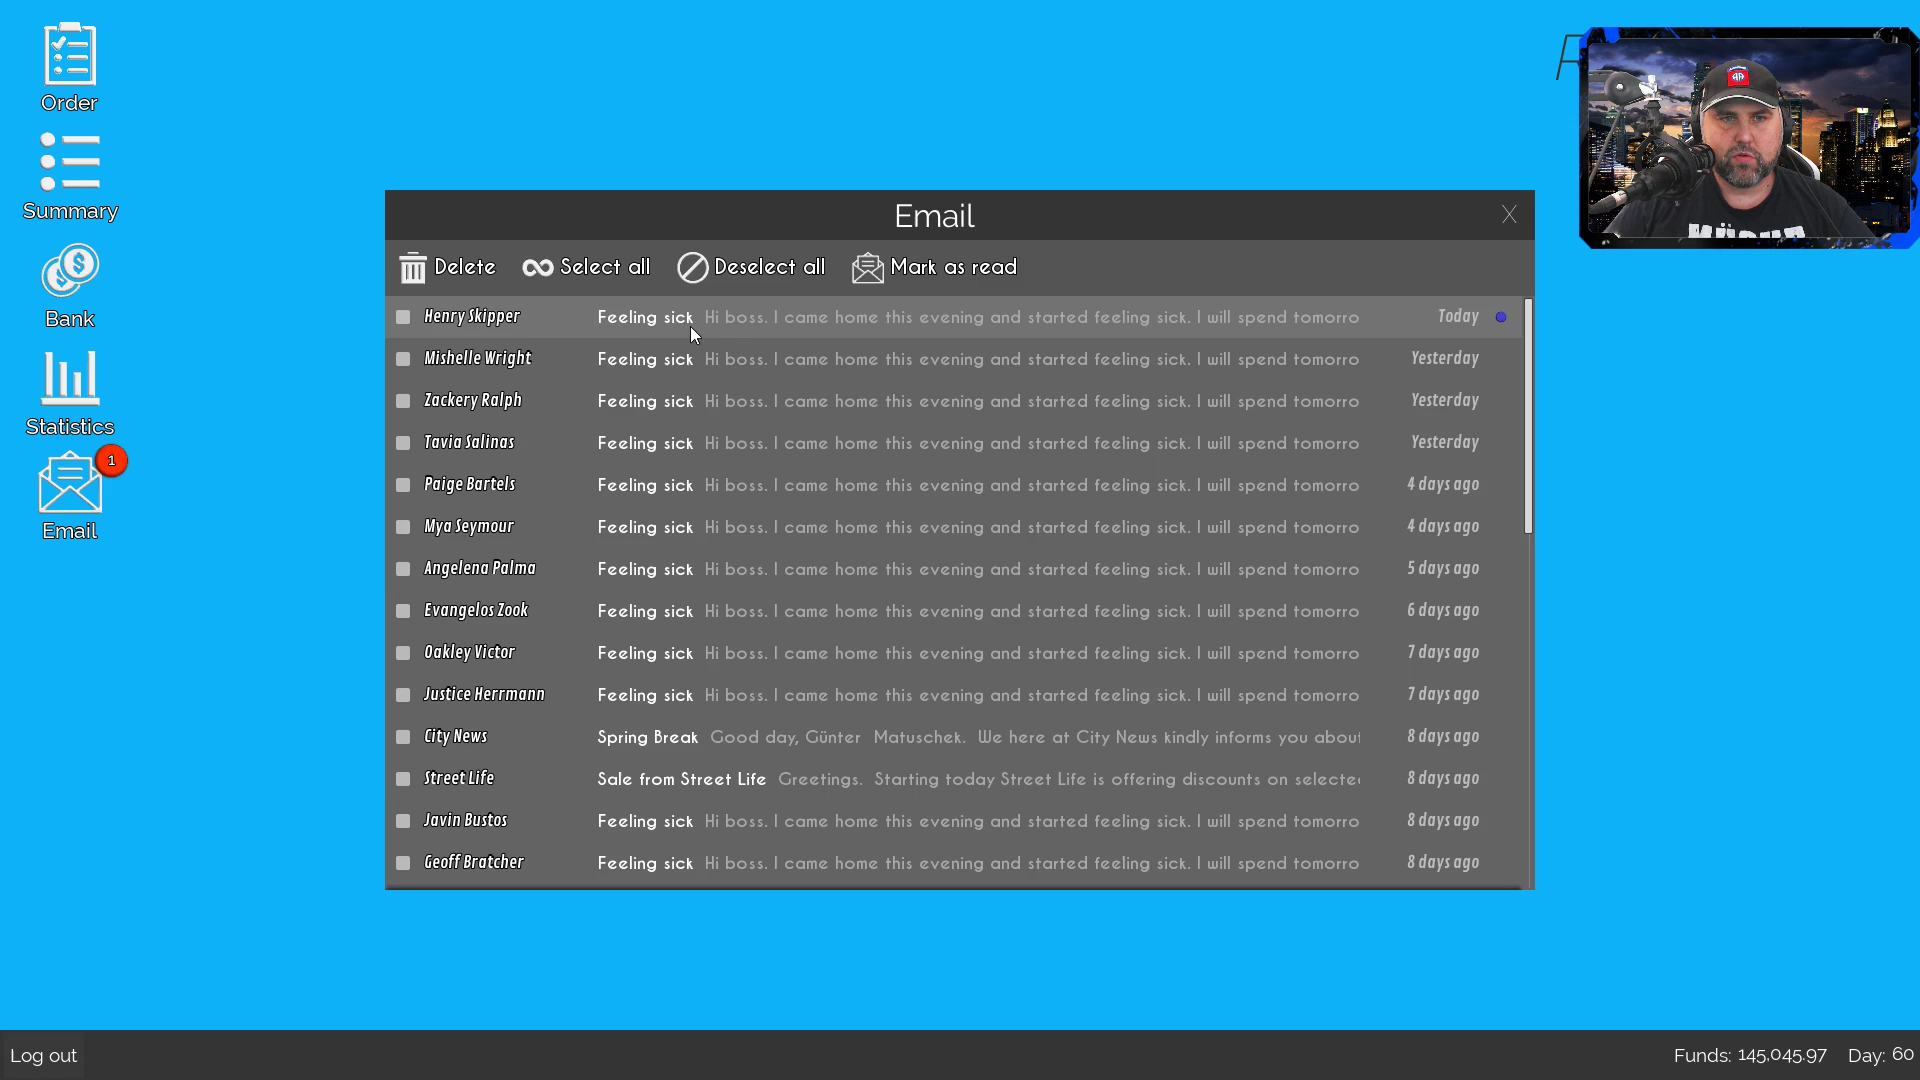 Order
Summary
Bank
Statistics
1
Email
Email
X
Delete
Select all
Deselect all
Mark as read
Henry Skipper Feeling sick Hi boss. I came home this evening and started feeling sick. I will spend tomorro Today
Mishelle Wright Feeling sick Hi boss. I came home this evening and started feeling sick. I will spend tomorro Yesterday
Zackery Ralph Feeling sick Hi boss. I came home this evening and started feeling sick. I will spend tomorro Yesterday
Tavia Salinas Feeling sick Hi boss. I came home this evening and started feeling sick. I will spend tomorro Yesterday
Paige Bartels Feeling sick Hi boss. I came home this evening and started feeling sick. I will spend tomorro 4 days ago
Mya Seymour Feeling sick Hi boss. I came home this evening and started feeling sick. I will spend tomorro 4 days ago
Angelena Palma Feeling sick Hi boss. I came home this evening and started feeling sick. I will spend tomorro 5 days ago
Evangelos Zook Feeling sick Hi boss. I came home this evening and started feeling sick. I will spend tomorro 6 days ago
Oakley Victor Feeling sick Hi boss. I came home this evening and started feeling sick. I will spend tomorro 7 days ago
Justice Herrmann Feeling sick Hi boss. I came home this evening and started feeling sick. I will spend tomorro 7 days ago
City News Spring Break Good day, Günter Matuschek. We here at City News kindly informs you about 8 days ago
Street Life Sale from Street Life Greetings. Starting today Street Life is offering discounts on selected 8 days ago
Javin Bustos Feeling sick Hi boss. I came home this evening and started feeling sick. I will spend tomorro 8 days ago
Geoff Bratcher Feeling sick Hi boss. I came home this evening and started feeling sick. I will spend tomorro 8 days ago
Log out
Funds: 145,045.97 Day: 60